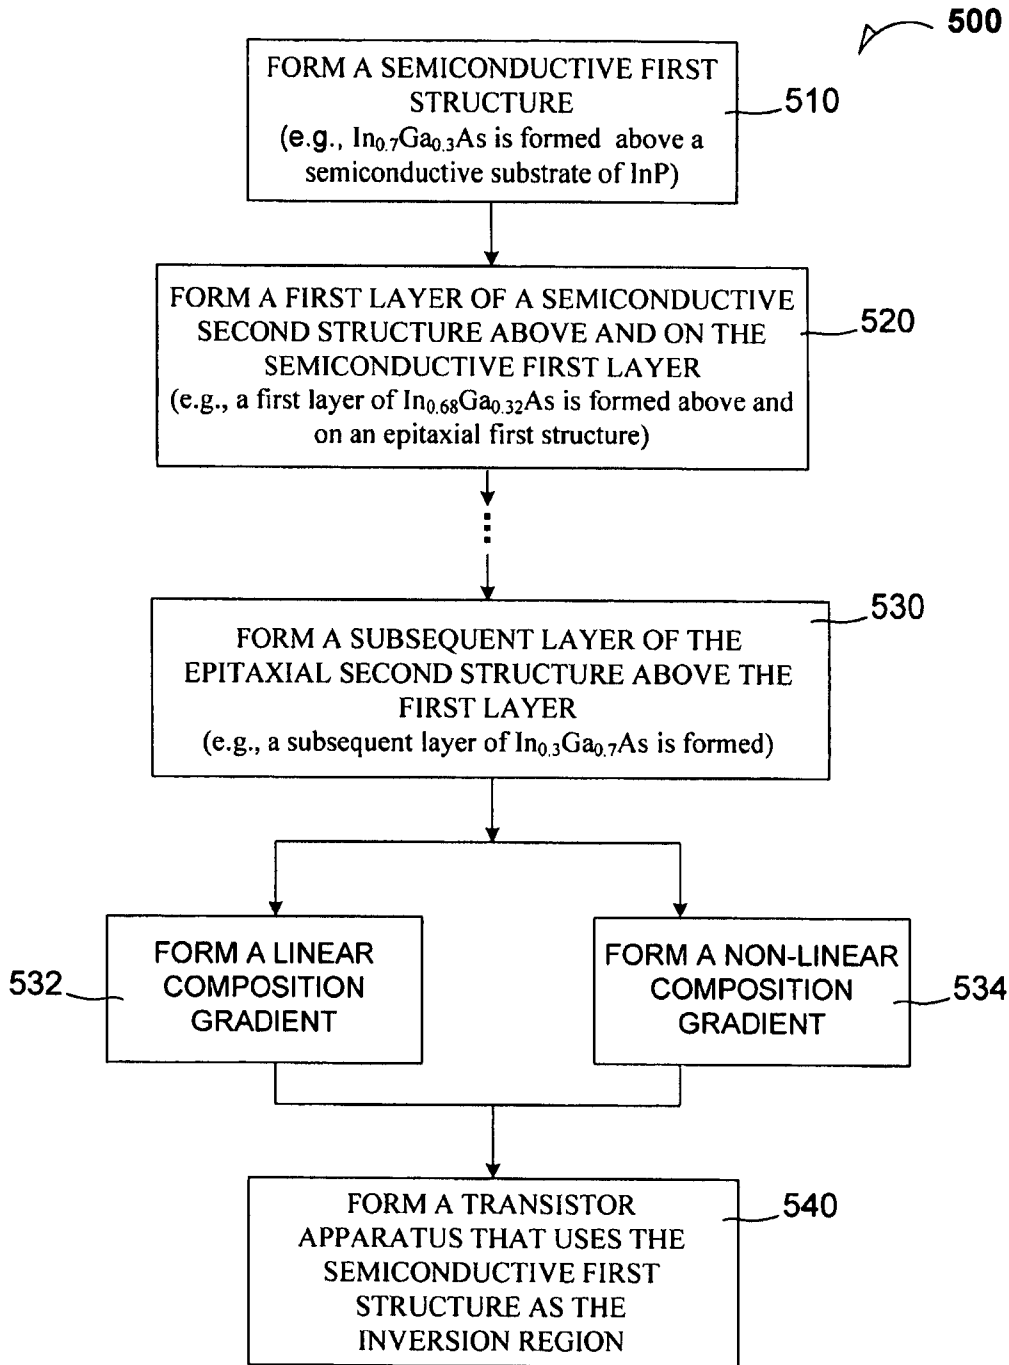 500
FORM A SEMICONDUCTIVE FIRST
STRUCTURE
(e.g., In0.7Ga0.3As is formed above a
semiconductive substrate of InP)
510
FORM A FIRST LAYER OF A SEMICONDUCTIVE
SECOND STRUCTURE ABOVE AND ON THE
SEMICONDUCTIVE FIRST LAYER
(e.g., a first layer of In0.68Ga0.32As is formed above and
on an epitaxial first structure)
520
FORM A SUBSEQUENT LAYER OF THE
EPITAXIAL SECOND STRUCTURE ABOVE THE
FIRST LAYER
(e.g., a subsequent layer of In0.3Ga0.7As is formed)
530
FORM A LINEAR
COMPOSITION
GRADIENT
532
FORM A NON-LINEAR
COMPOSITION
GRADIENT
534
FORM A TRANSISTOR
APPARATUS THAT USES THE
SEMICONDUCTIVE FIRST
STRUCTURE AS THE
INVERSION REGION
540